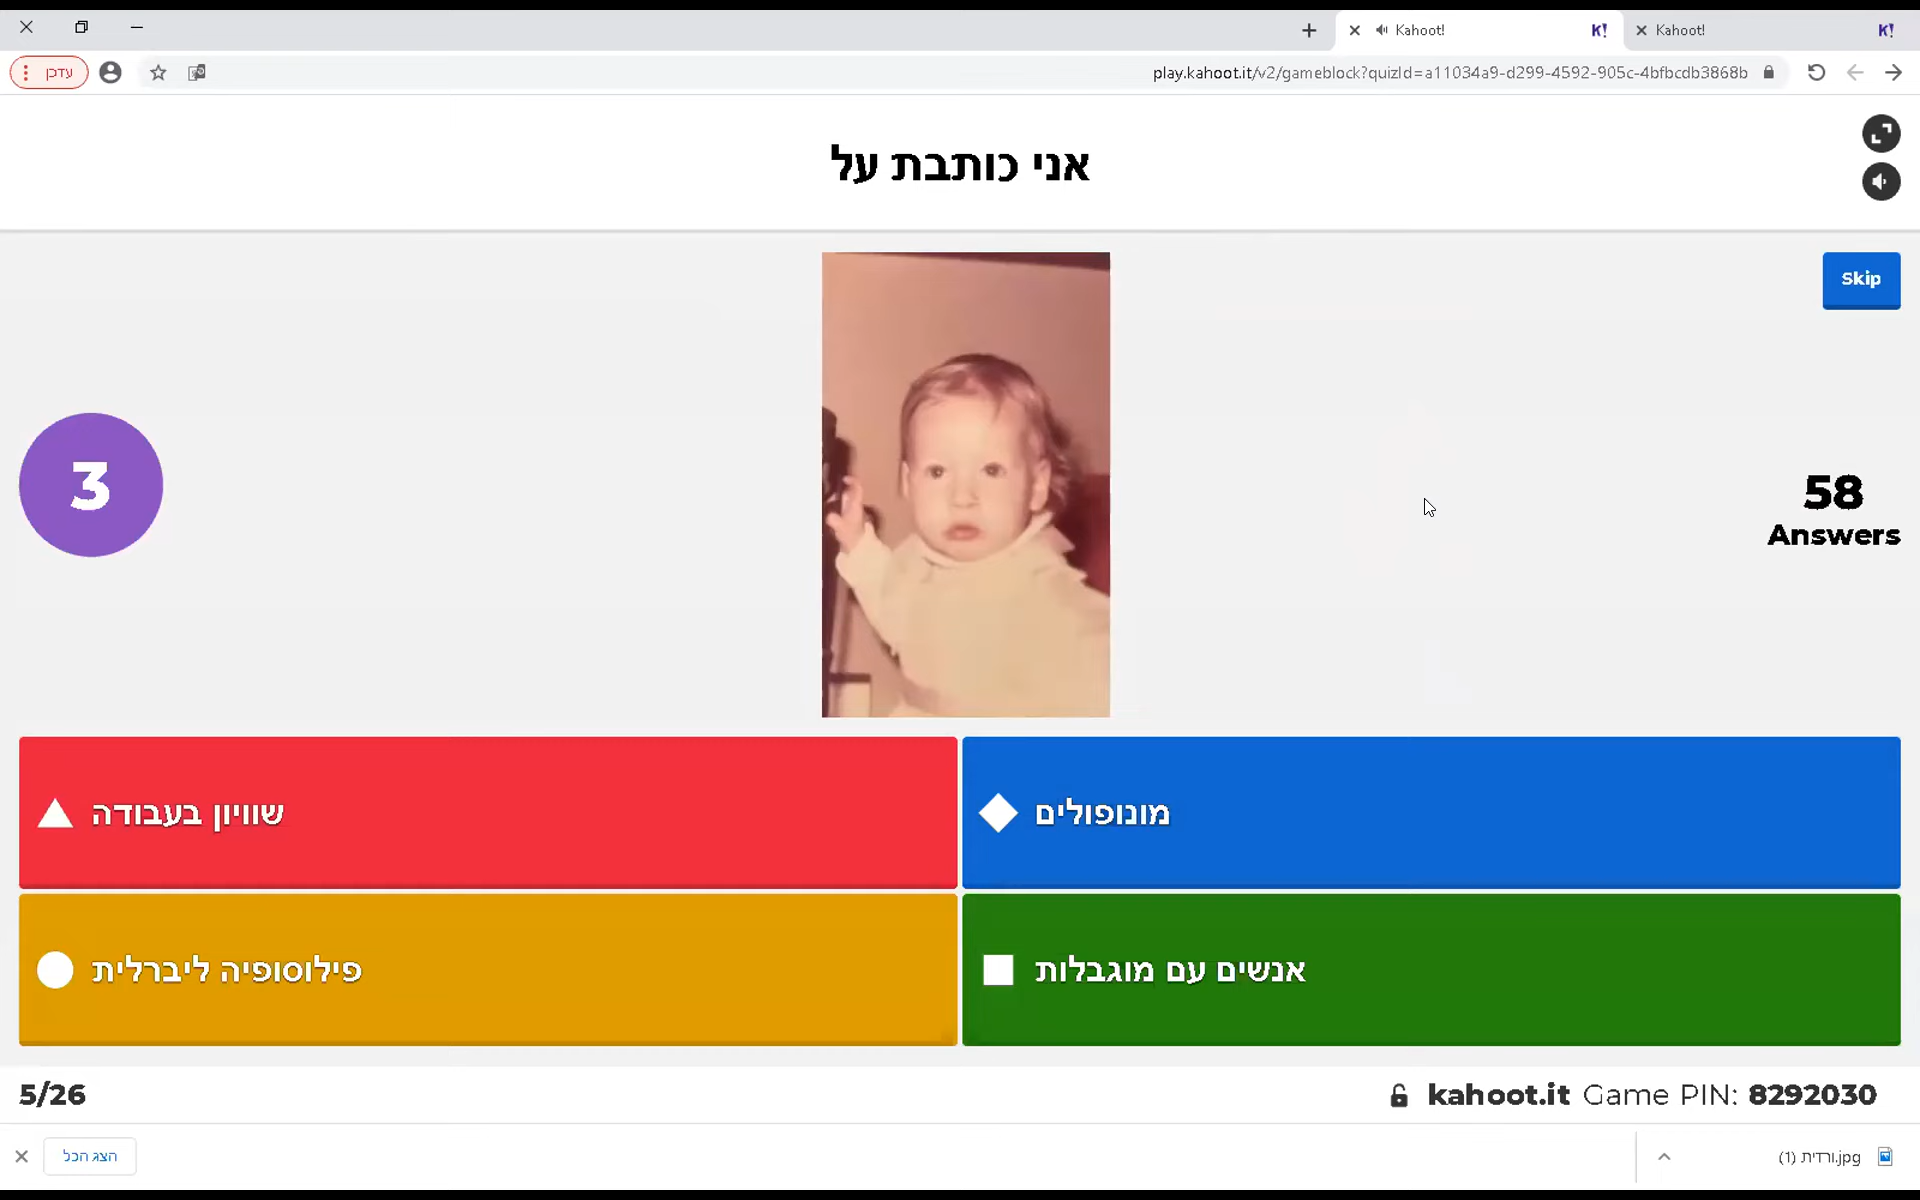 Kahoot!
K!
Kahoot!
K!
עדכן
play.kahoot.it/v2/gameblock?quizId=a11034a9-d299-4592-905c-4bfbcdb3868b
אני כותבת על
Skip
3
58
Answers
שוויון בעבודה
מונופולים
פילוסופיה ליברלית
אנשים עם מוגבלות
5/26
kahoot.it Game PIN: 8292030
הצג הכל
ורדית (1).jpg